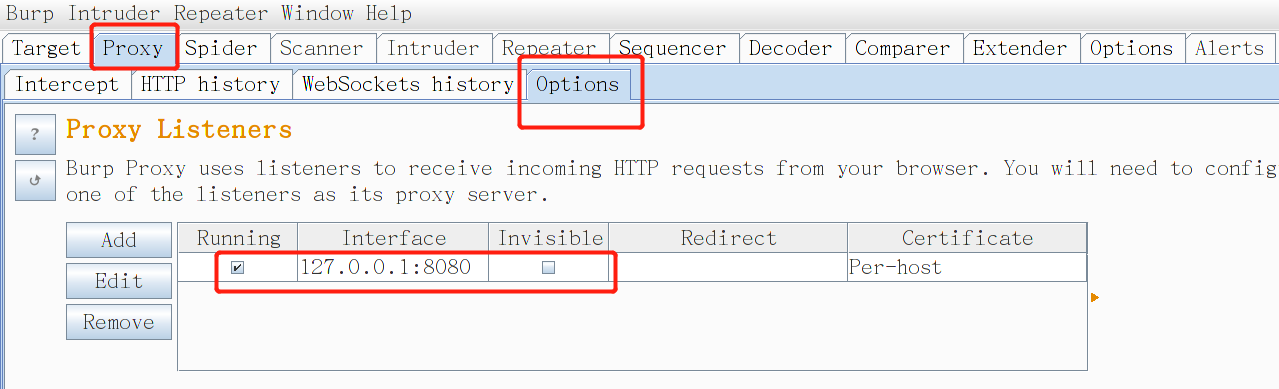 Burp Intruder Repeater Window Help
Target Proxy Spider Scanner Intruder Repeater Sequencer Decoder Comparer Extender Options Alerts
Intercept HTTP history WebSockets history Options
? Proxy Listeners
Burp Proxy uses listeners to receive incoming HTTP requests from your browser. You will need to config
one of the listeners as its proxy server.
Add Running Interface Invisible Redirect Certificate
127.0.0.1:8080 Per-host
Edit
Remove